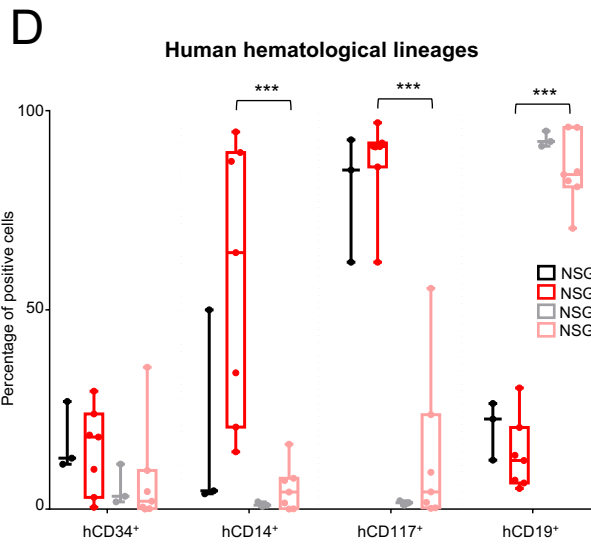 D
Human hematological lineages
*** *** ***
100
50
0
Percentage of positive cells
NSG
NSG
NSG
NSG
hCD34⁺ hCD14⁺ hCD117⁺ hCD19⁺